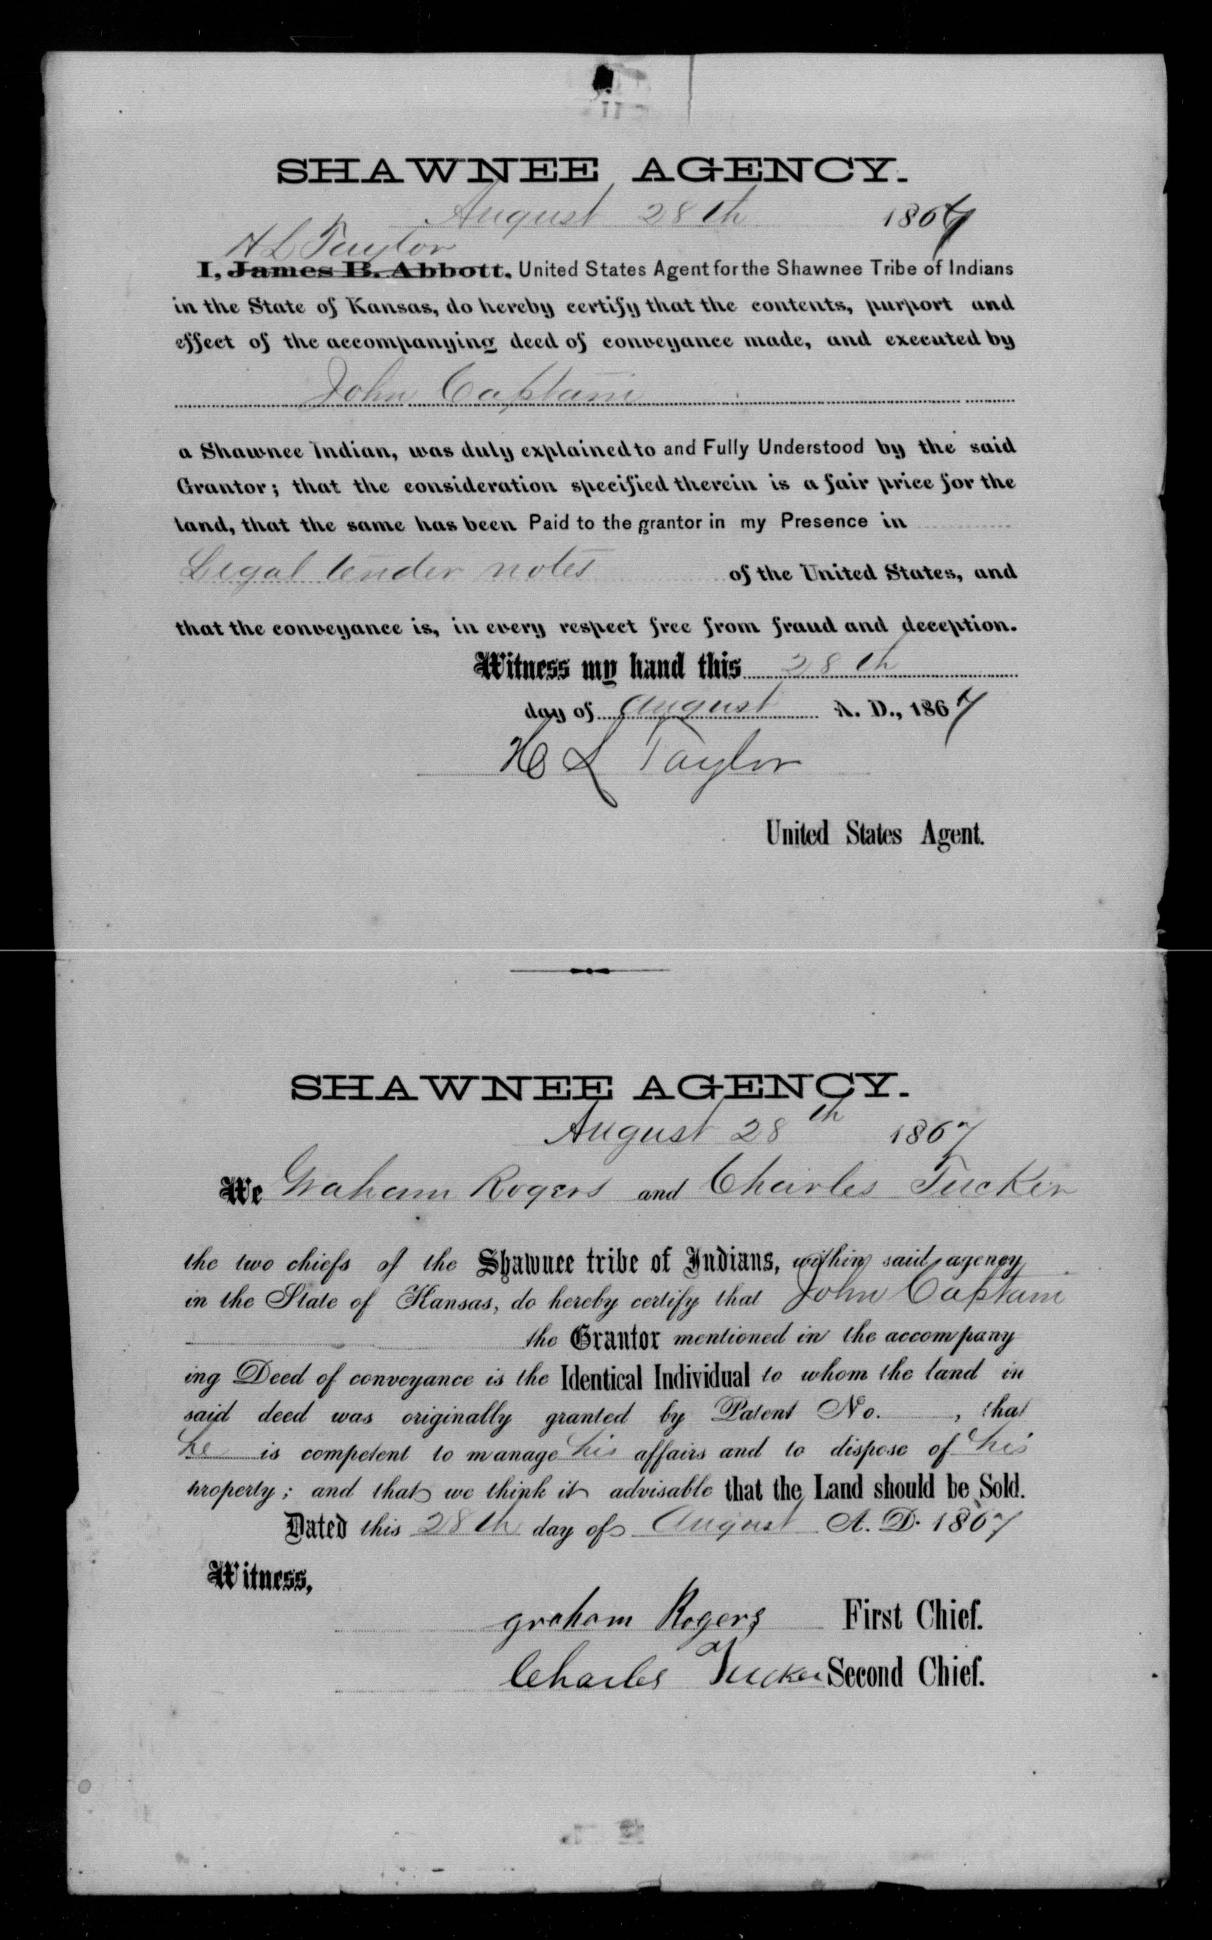 SHAWNEE AGENCY.
August 28th 1867
H L Taylor
I, James B. Abbott, United States Agent for the Shawnee Tribe of Indians
in the State of Kansas, do hereby certify that the contents, purport and
effect of the accompanying deed of conveyance made, and executed by
John Captain
a Shawnee Indian, was duly explained to and Fully Understood by the said
Grantor; that the consideration specified therein is a fair price for the
land, that the same has been Paid to the grantor in my Presence in
Legal tender notes of the United States, and
that the conveyance is, in every respect free from fraud and deception.
Witness my hand this 28th
day of August A. D., 1867
H L Taylor
United States Agent.
SHAWNEE AGENCY.
August 28th 1867
We Graham Rogers and Charles Tucker
the two chiefs of the Shawnee tribe of Indians, within said agency
in the State of Kansas, do hereby certify that John Captain
the Grantor mentioned in the accompany
ing Deed of conveyance is the Identical Individual to whom the land in
said deed was originally granted by Patent No. , that
he is competent to manage his affairs and to dispose of his
property; and that we think it advisable that the Land should be Sold.
Dated this 28th day of August A. D. 1867
Witness,
graham Rogers First Chief.
Charles Tucker Second Chief.